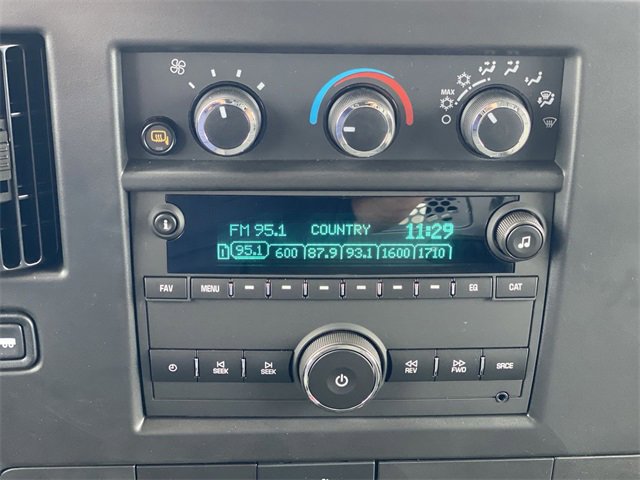 MAX
FM 95.1 COUNTRY 11:29
1 95.1 600 87.9 93.1 1600 1710
FAV MENU EQ CAT
SEEK SEEK REV FWD SRCE